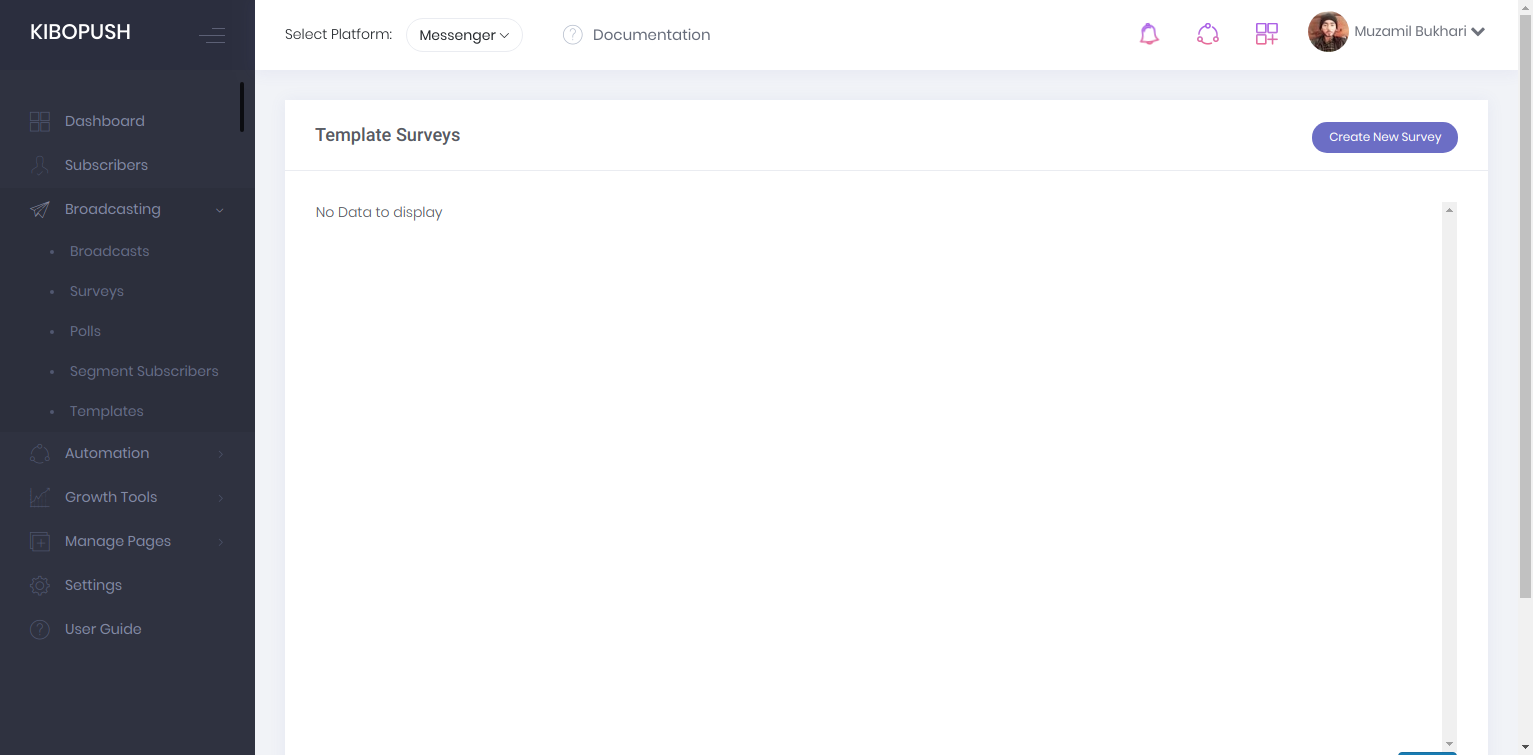 KIBOPUSH
Select Platform: Messenger
Documentation
Muzamil Bukhari
Dashboard
Subscribers
Broadcasting
Broadcasts
Surveys
Polls
Segment Subscribers
Templates
Automation
Growth Tools
Manage Pages
Settings
User Guide
Template Surveys
Create New Survey
No Data to display